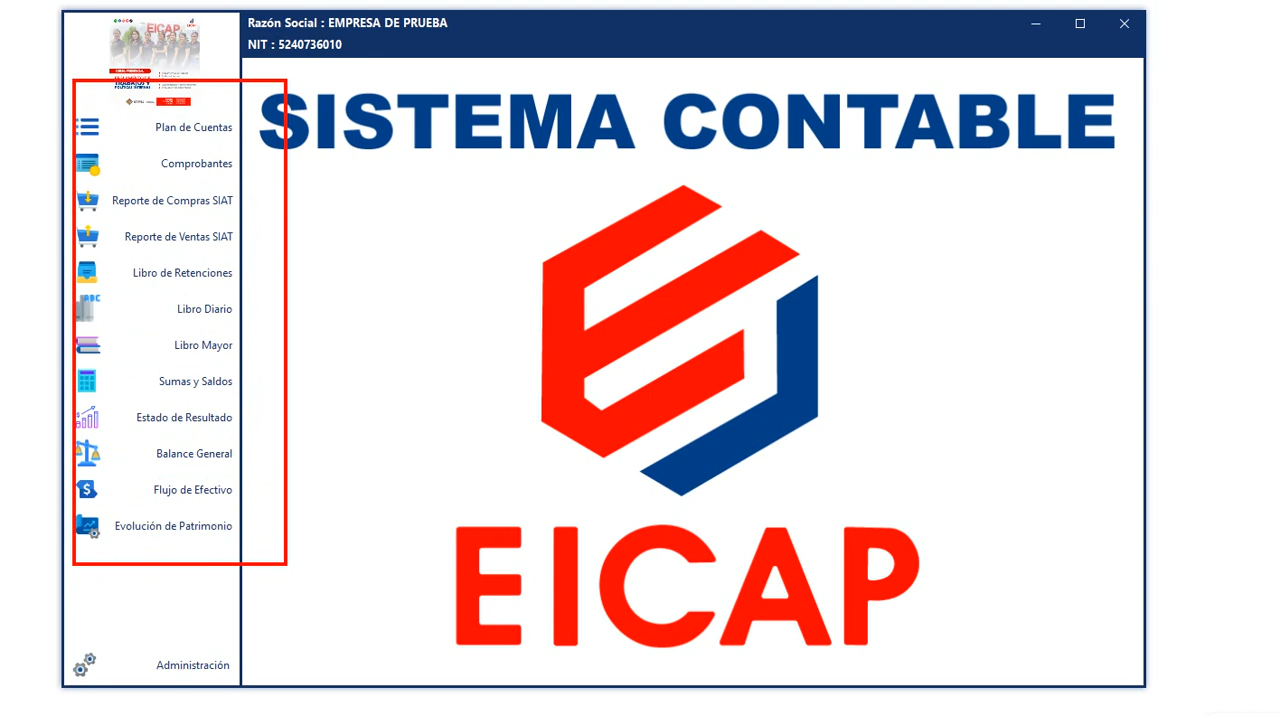 Razón Social : EMPRESA DE PRUEBA
NIT : 5240736010
EICAP
Plan de Cuentas
Comprobantes
Reporte de Compras SIAT
Reporte de Ventas SIAT
Libro de Retenciones
ABC
Libro Diario
Libro Mayor
Sumas y Saldos
Estado de Resultado
Balance General
Flujo de Efectivo
Evolución de Patrimonio
Administración
SISTEMA CONTABLE
EICAP